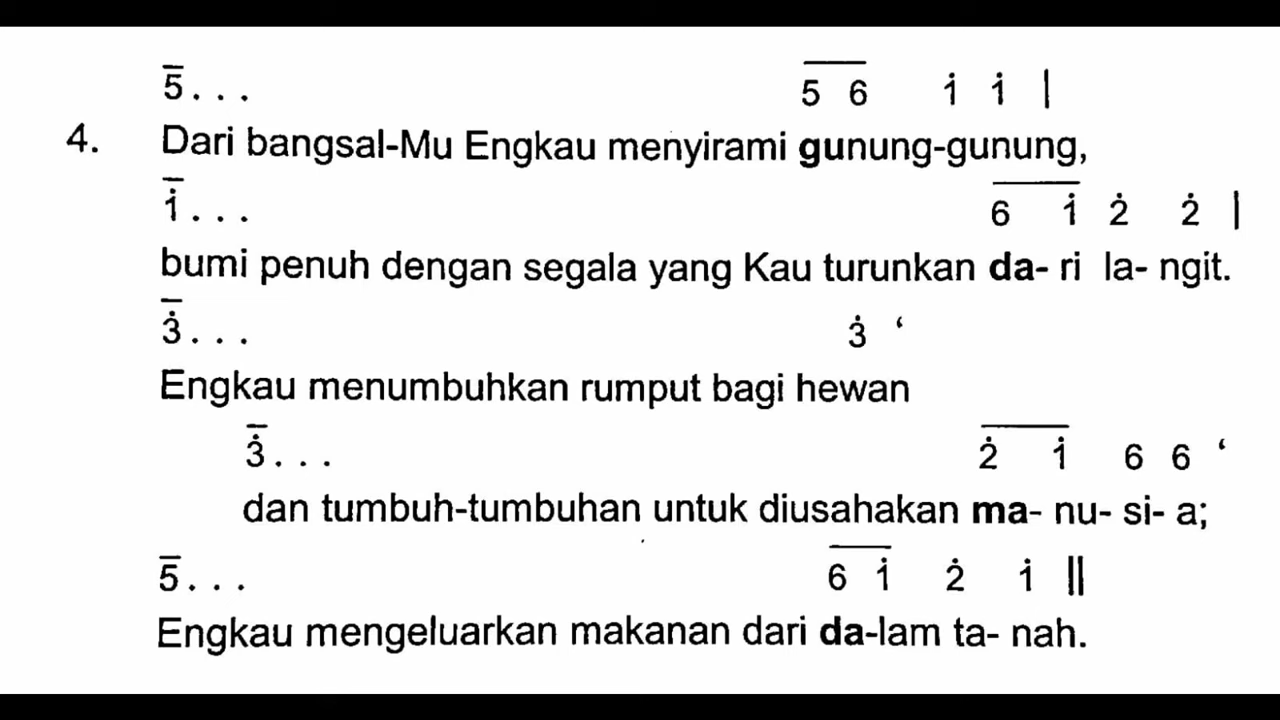 5̅ . . . 5 6 1̇ 1̇ |
4. Dari bangsal-Mu Engkau menyirami gunung-gunung,
1̇̅ . . . 6 1̇ 2̇ 2̇ |
bumi penuh dengan segala yang Kau turunkan da- ri la- ngit.
3̇̅ . . . 3̇ ‘
Engkau menumbuhkan rumput bagi hewan
3̇̅ . . . 2̇ 1̇ 6 6 ‘
dan tumbuh-tumbuhan untuk diusahakan ma- nu- si- a;
5̅ . . . 6 1̇ 2̇ 1̇ ||
Engkau mengeluarkan makanan dari da-lam ta- nah.